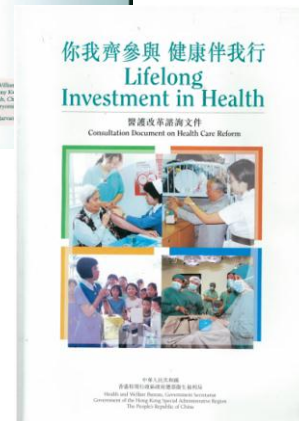 你我齊參與 健康伴我行
Lifelong
Investment in Health
醫護改革諮詢文件
Consultation Document on Health Care Reform
中華人民共和國
香港特別行政區政府衞生福利局
Health and Welfare Bureau, Government Secretariat
Government of the Hong Kong Special Administrative Region
The People's Republic of China